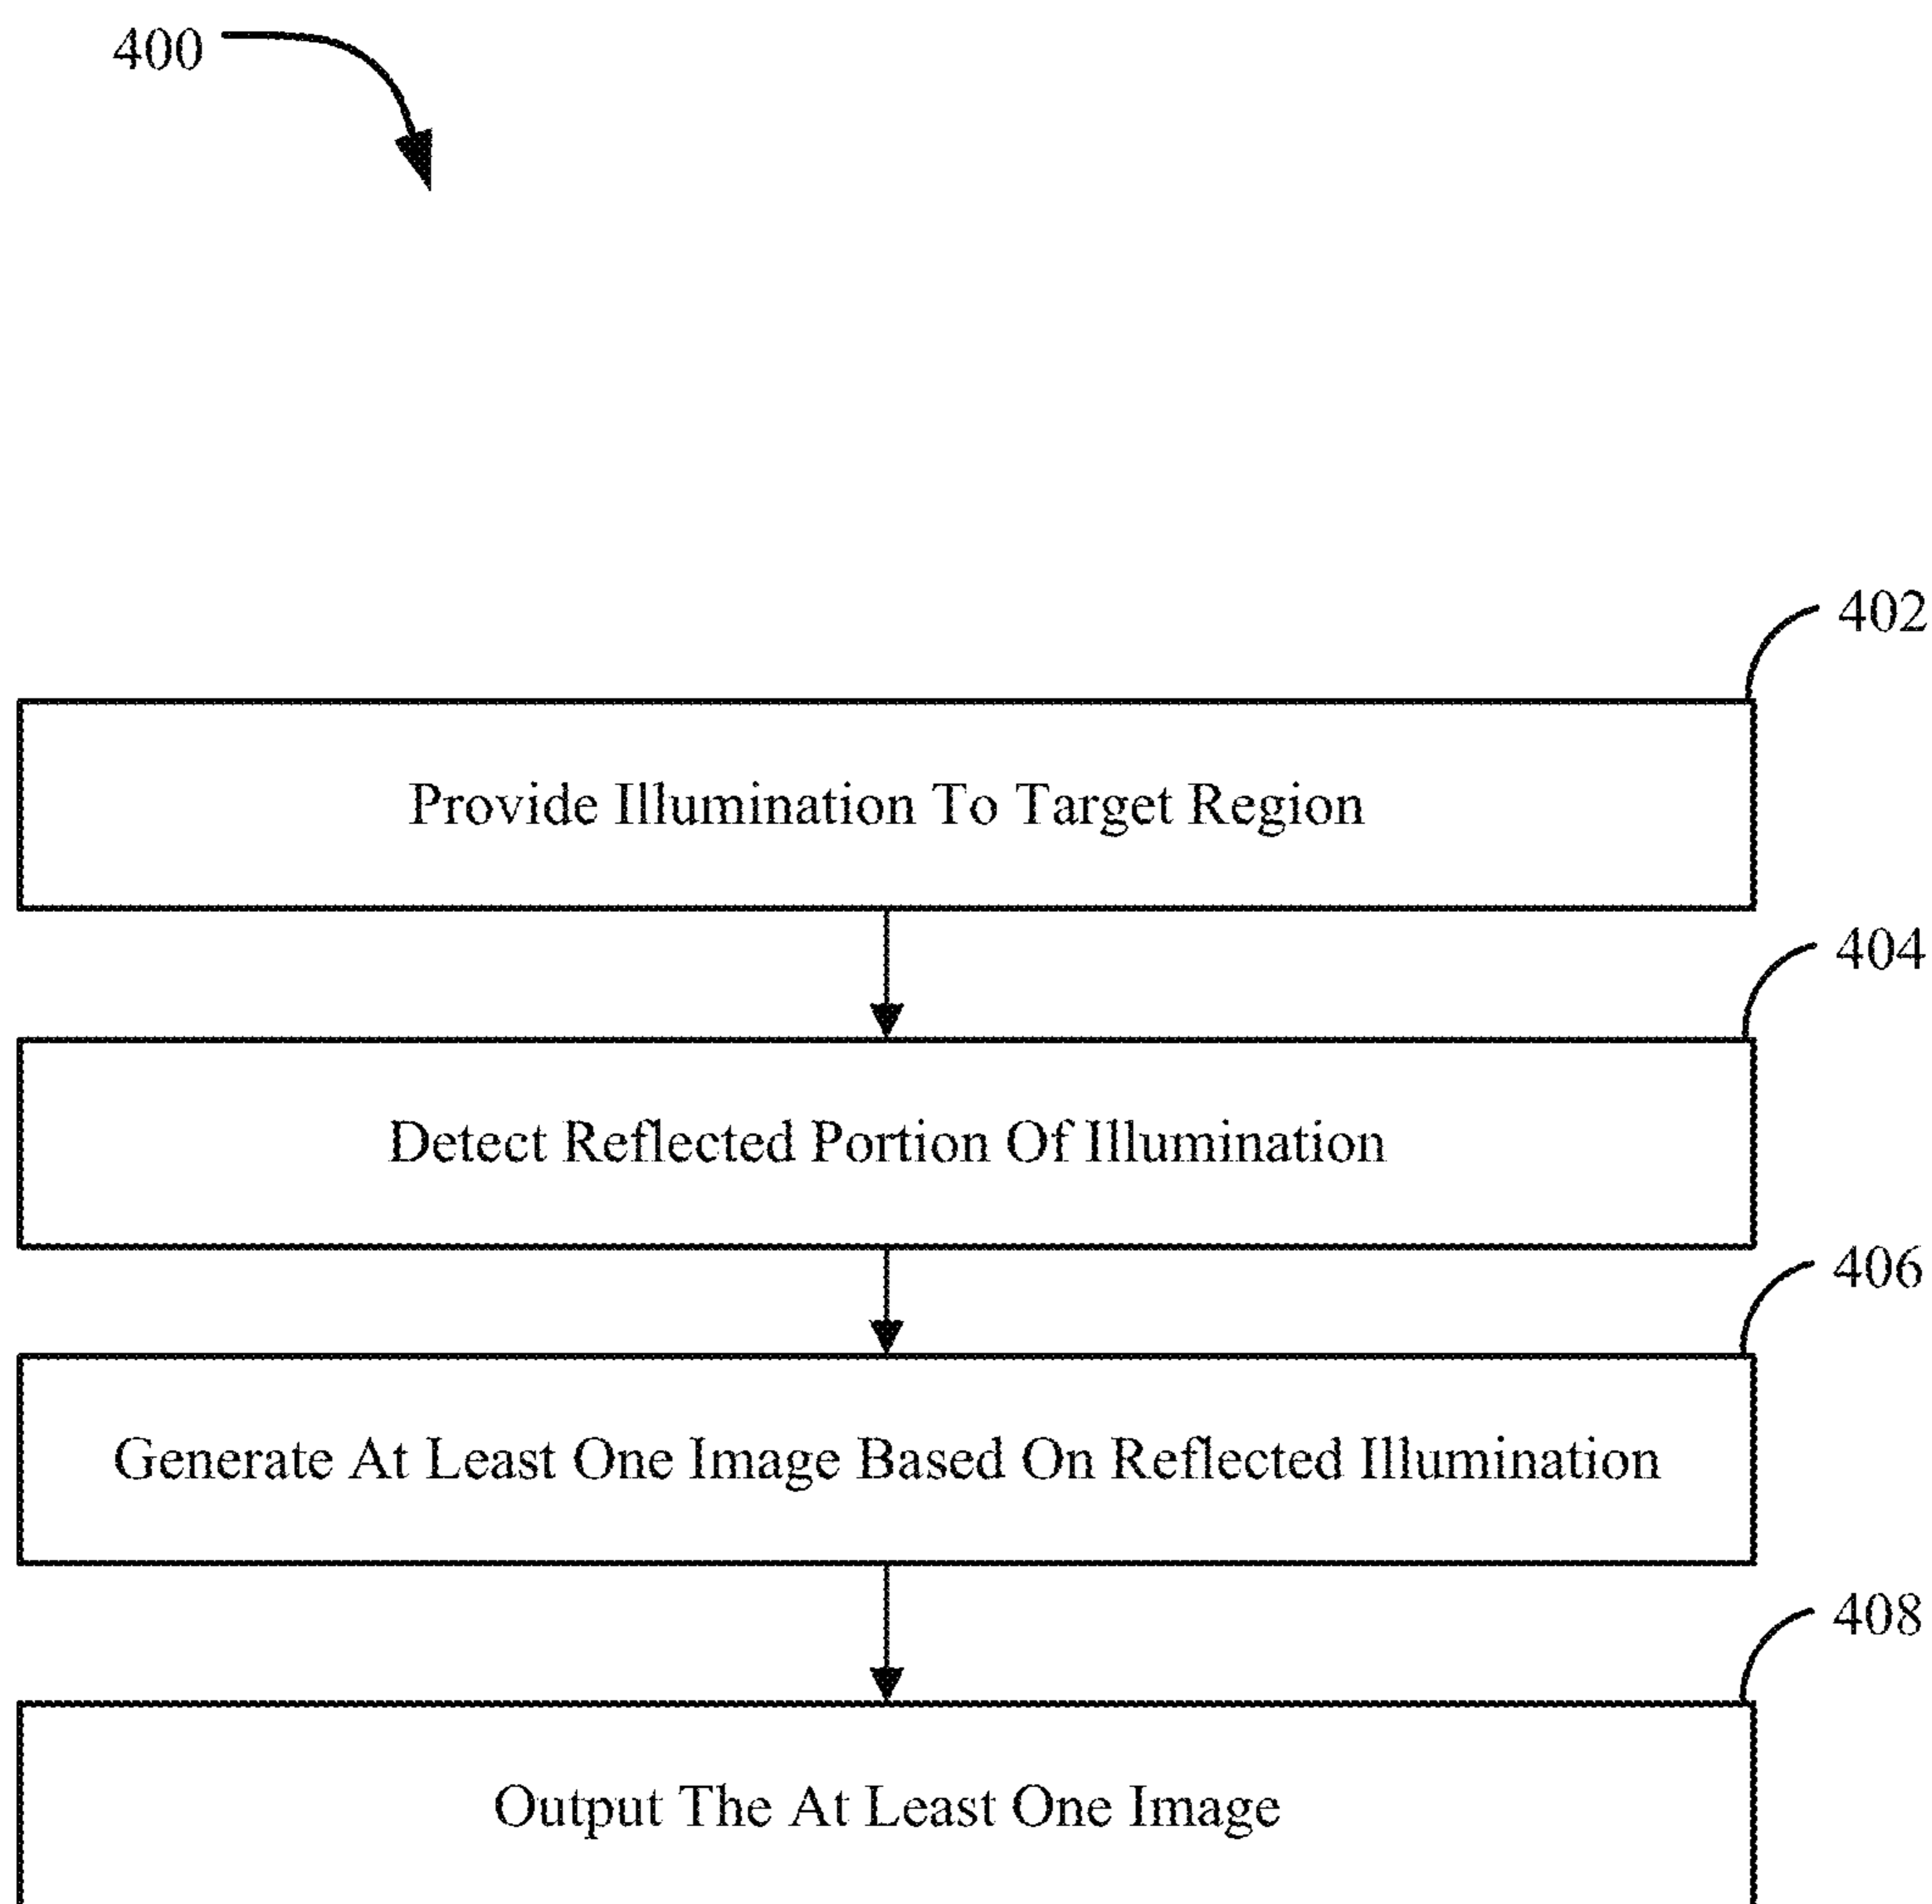 400
402
Provide Illumination To Target Region
404
Detect Reflected Portion Of Illumination
406
Generate At Least One Image Based On Reflected Illumination
408
Output The At Least One Image